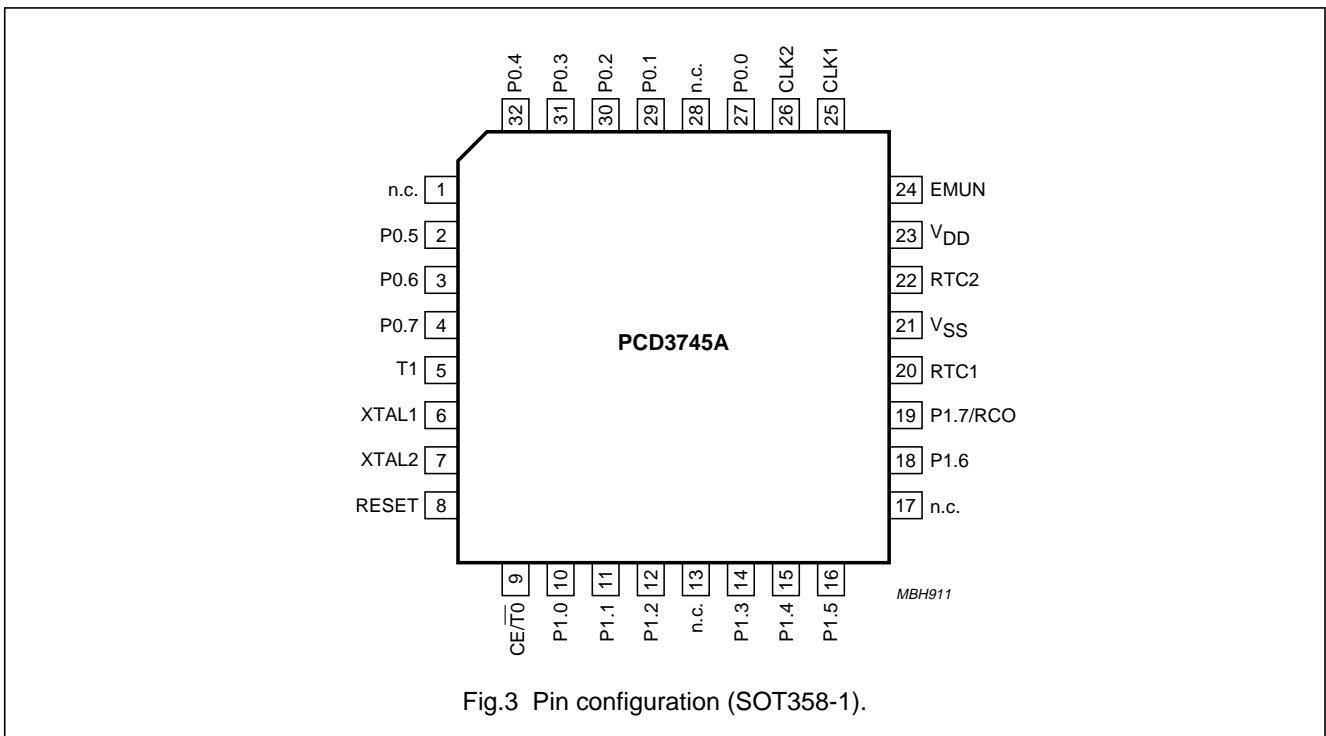 P0.4 P0.3 P0.2 P0.1 n.c. P0.0 CLK2 CLK1
32 31 30 29 28 27 26 25
n.c. 1 24 EMUN
P0.5 2 23 VDD
P0.6 3 22 RTC2
P0.7 4 21 VSS
PCD3745A
T1 5 20 RTC1
XTAL1 6 19 P1.7/RCO
XTAL2 7 18 P1.6
RESET 8 17 n.c.
9 10 11 12 13 14 15 16
CE/T̅0̅ P1.0 P1.1 P1.2 n.c. P1.3 P1.4 P1.5
MBH911
Fig.3 Pin configuration (SOT358-1).